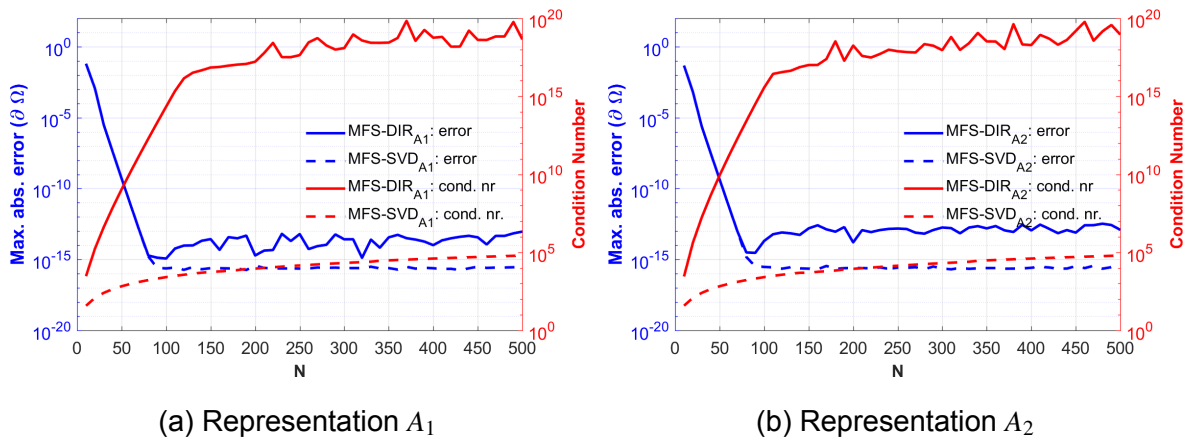 10^0
10^-5
10^-10
10^-15
10^-20
Max. abs. error (∂ Ω)
10^20
10^15
10^10
10^5
10^0
Condition Number
MFS-DIR_A1: error
MFS-SVD_A1: error
MFS-DIR_A1: cond. nr
MFS-SVD_A1: cond. nr.
0 50 100 150 200 250 300 350 400 450 500
N
(a) Representation A_1
10^0
10^-5
10^-10
10^-15
10^-20
Max. abs. error (∂ Ω)
10^20
10^15
10^10
10^5
10^0
Condition Number
MFS-DIR_A2: error
MFS-SVD_A2: error
MFS-DIR_A2: cond. nr
MFS-SVD_A2: cond. nr.
0 50 100 150 200 250 300 350 400 450 500
N
(b) Representation A_2